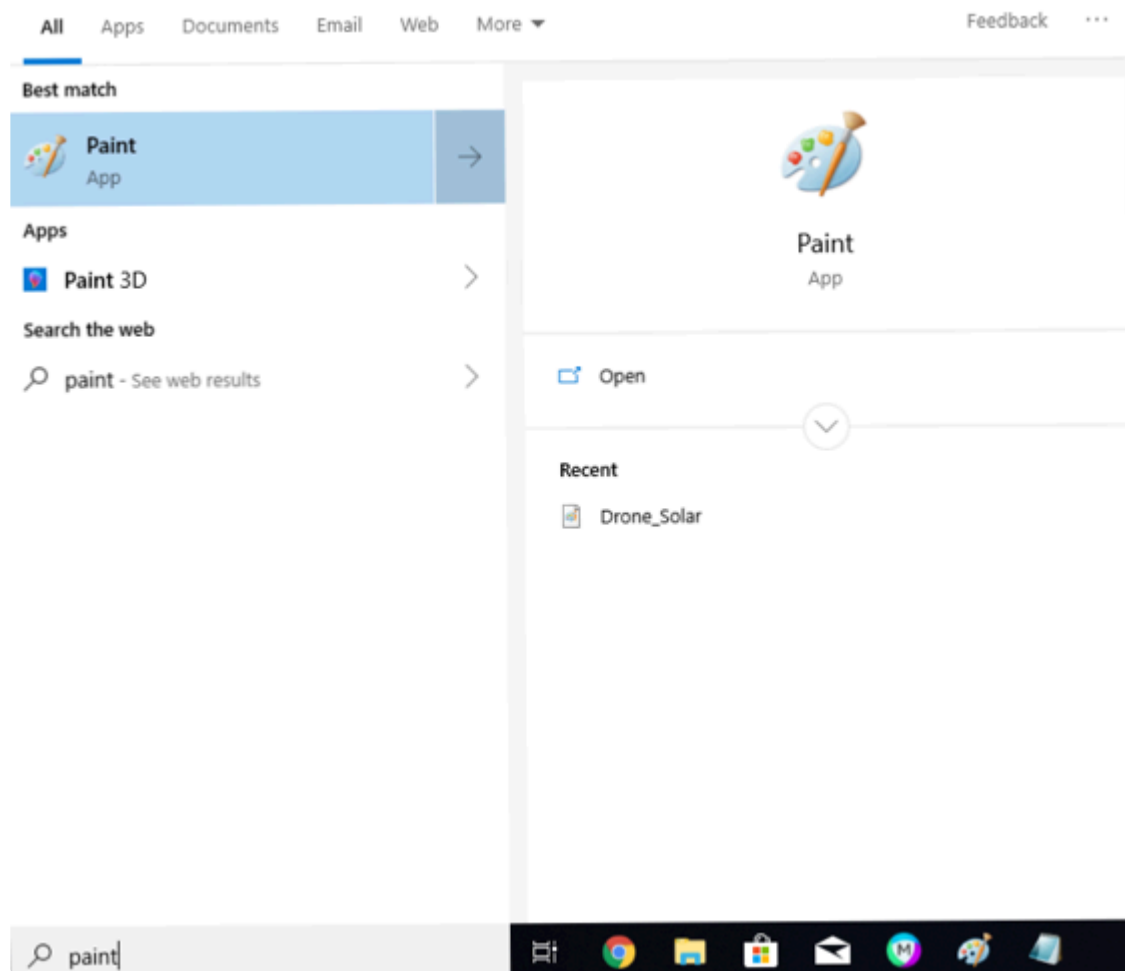 All Apps Documents Email Web More Feedback ...
Best match
Paint
App
Apps
Paint 3D
Search the web
paint - See web results
Paint
App
Open
Recent
Drone_Solar
paint
M